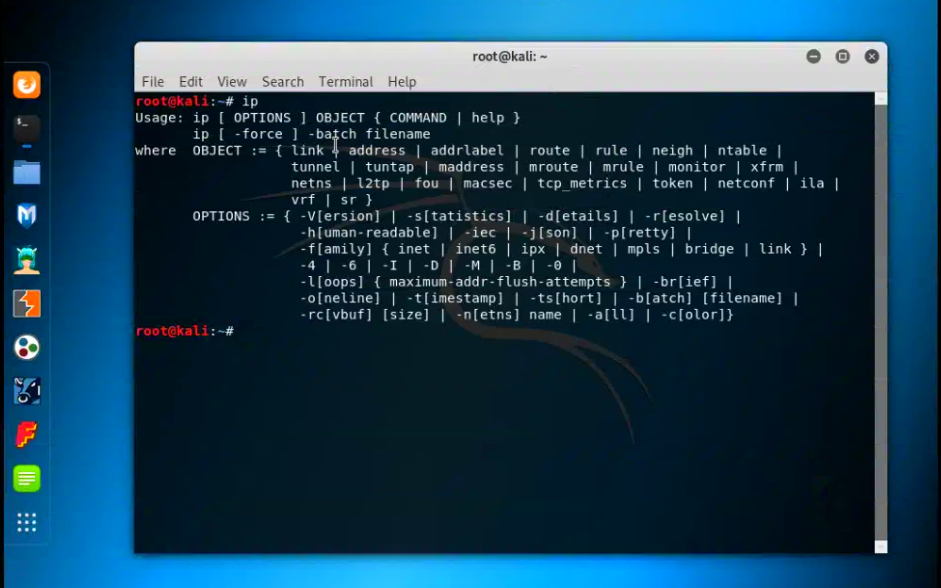 root@kali: ~
File Edit View Search Terminal Help
root@kali:~# ip
Usage: ip [ OPTIONS ] OBJECT { COMMAND | help }
       ip [ -force ] -batch filename
where  OBJECT := { link | address | addrlabel | route | rule | neigh | ntable |
                   tunnel | tuntap | maddress | mroute | mrule | monitor | xfrm |
                   netns | l2tp | fou | macsec | tcp_metrics | token | netconf | ila |
                   vrf | sr }
       OPTIONS := { -V[ersion] | -s[tatistics] | -d[etails] | -r[esolve] |
                    -h[uman-readable] | -iec | -j[son] | -p[retty] |
                    -f[amily] { inet | inet6 | ipx | dnet | mpls | bridge | link } |
                    -4 | -6 | -I | -D | -M | -B | -0 |
                    -l[oops] { maximum-addr-flush-attempts } | -br[ief] |
                    -o[neline] | -t[imestamp] | -ts[hort] | -b[atch] [filename] |
                    -rc[vbuf] [size] | -n[etns] name | -a[ll] | -c[olor]}
root@kali:~#